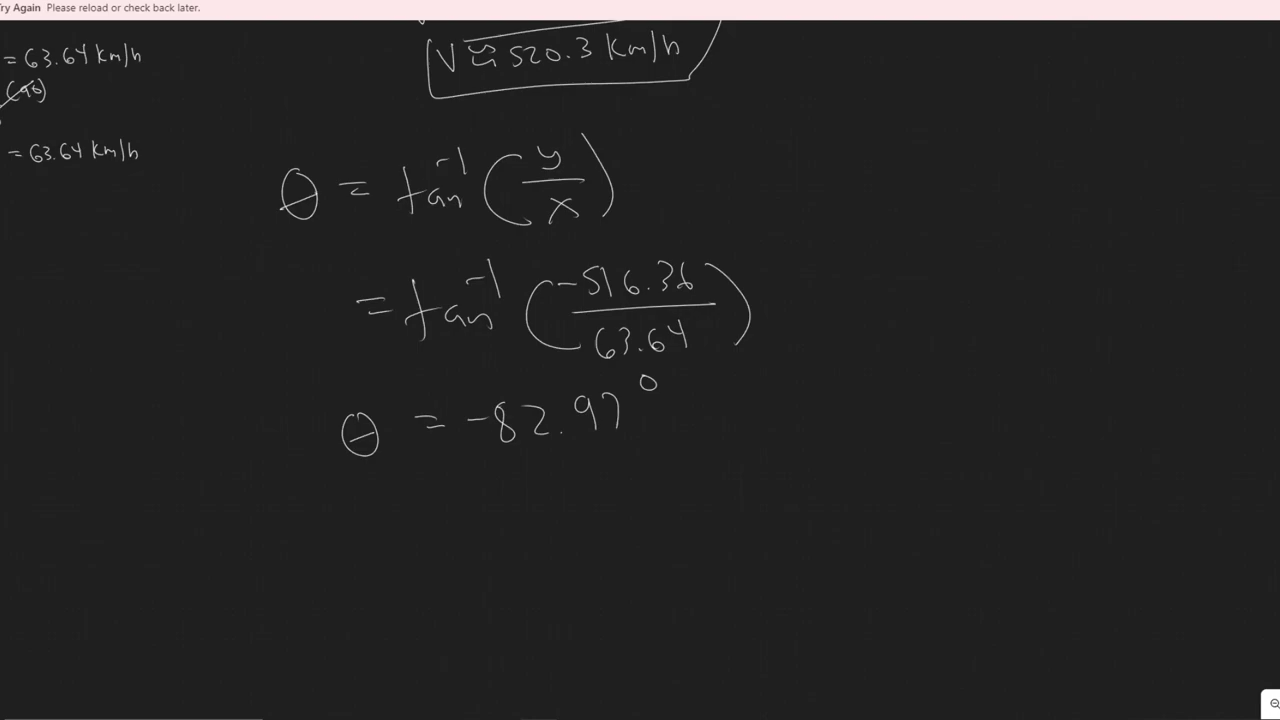 Try Again Please reload or check back later.
= 63.64 km/h
(90)
= 63.64 km/h
V ≈ 520.3 Km/h
θ = tan⁻¹ (y/x)
= tan⁻¹ (-516.36/63.64)
θ = -82.97°